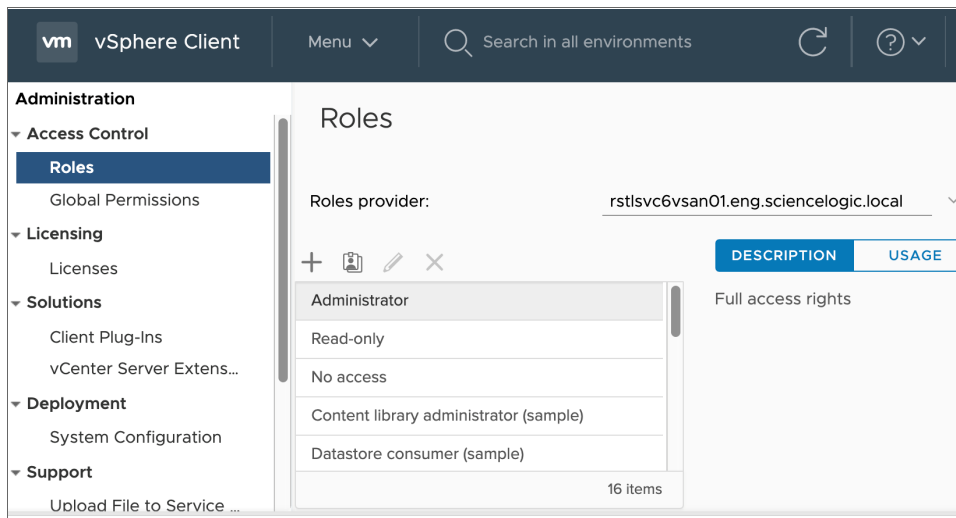 vm vSphere Client Menu Search in all environments
Administration
Access Control
Roles
Global Permissions
Licensing
Licenses
Solutions
Client Plug-Ins
vCenter Server Extens...
Deployment
System Configuration
Support
Upload File to Service ...
Roles
Roles provider: rstlsvc6vsan01.eng.sciencelogic.local
Administrator
Read-only
No access
Content library administrator (sample)
Datastore consumer (sample)
16 items
DESCRIPTION USAGE
Full access rights